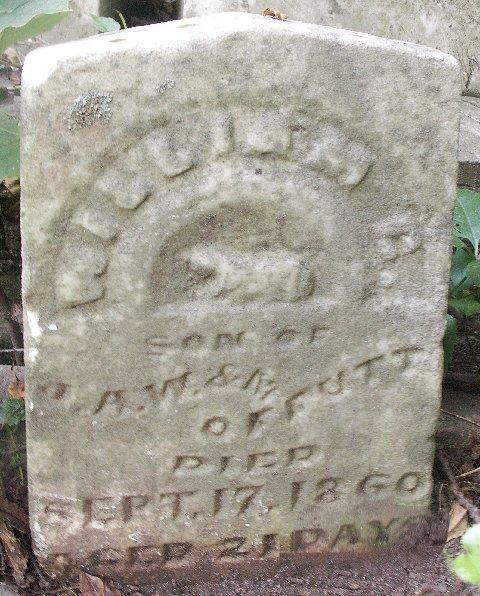 WILLIAM R.
SON OF
A.W. & M.
OFFUTT
DIED
SEPT. 17, 1860
AGED 21 DAYS